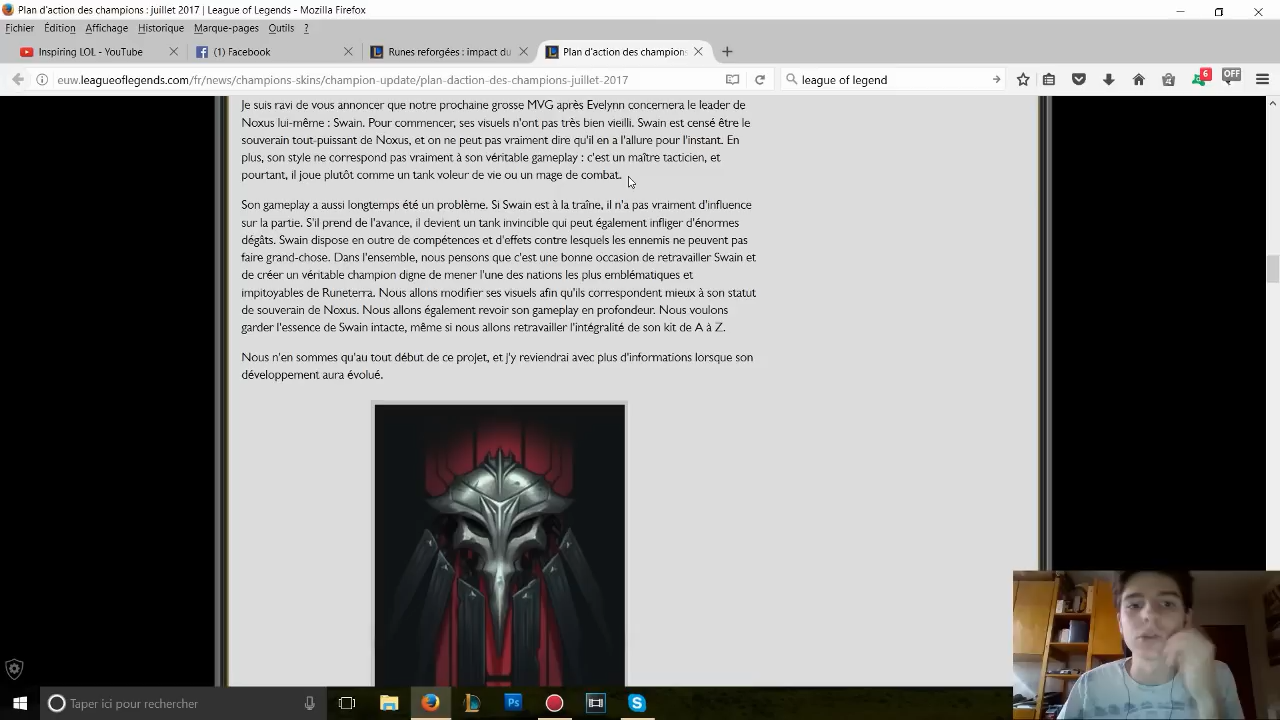 Plan d'action des champions : juillet 2017 | League of Legends - Mozilla Firefox
Fichier Édition Affichage Historique Marque-pages Outils ?
Inspiring LOL - YouTube (1) Facebook Runes reforgées : impact du Plan d'action des champions
euw.leagueoflegends.com/fr/news/champions-skins/champion-update/plan-daction-des-champions-juillet-2017 league of legend 6 OFF
Je suis ravi de vous annoncer que notre prochaine grosse MVG après Evelynn concernera le leader de
Noxus lui-même : Swain. Pour commencer, ses visuels n'ont pas très bien vieilli. Swain est censé être le
souverain tout-puissant de Noxus, et on ne peut pas vraiment dire qu'il en a l'allure pour l'instant. En
plus, son style ne correspond pas vraiment à son véritable gameplay : c'est un maître tacticien, et
pourtant, il joue plutôt comme un tank voleur de vie ou un mage de combat.
Son gameplay a aussi longtemps été un problème. Si Swain est à la traîne, il n'a pas vraiment d'influence
sur la partie. S'il prend de l'avance, il devient un tank invincible qui peut également infliger d'énormes
dégâts. Swain dispose en outre de compétences et d'effets contre lesquels les ennemis ne peuvent pas
faire grand-chose. Dans l'ensemble, nous pensons que c'est une bonne occasion de retravailler Swain et
de créer un véritable champion digne de mener l'une des nations les plus emblématiques et
impitoyables de Runeterra. Nous allons modifier ses visuels afin qu'ils correspondent mieux à son statut
de souverain de Noxus. Nous allons également revoir son gameplay en profondeur. Nous voulons
garder l'essence de Swain intacte, même si nous allons retravailler l'intégralité de son kit de A à Z.
Nous n'en sommes qu'au tout début de ce projet, et j'y reviendrai avec plus d'informations lorsque son
développement aura évolué.
Taper ici pour rechercher